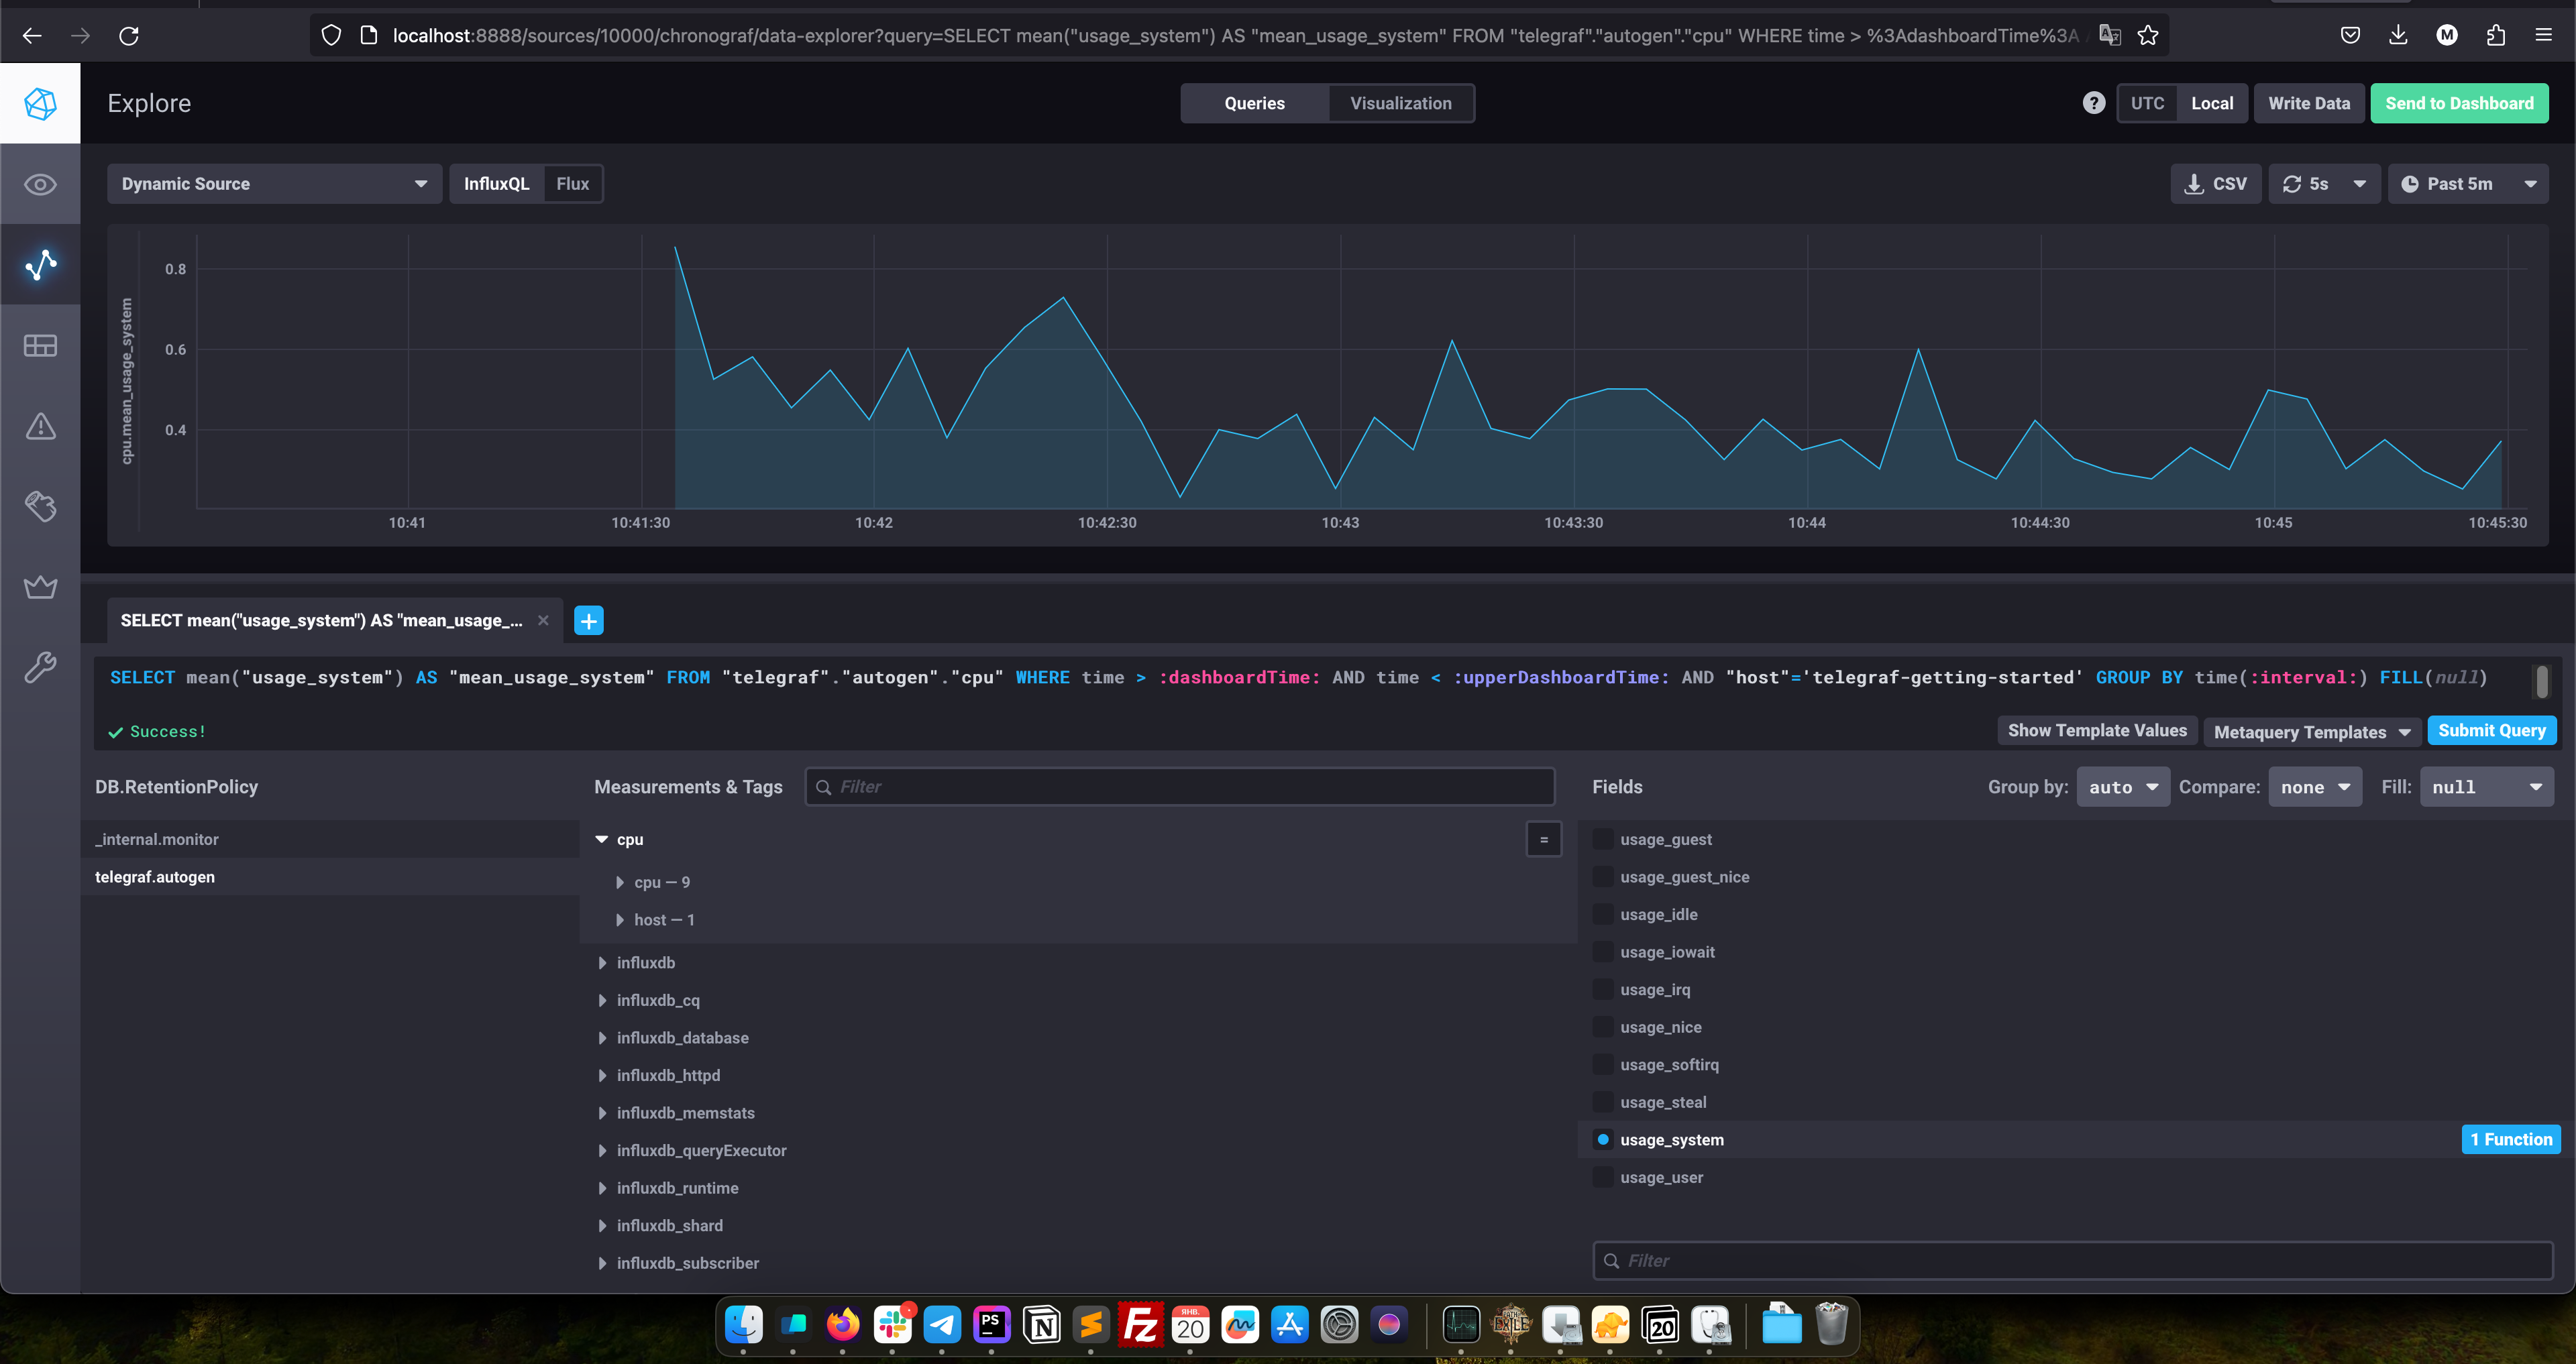 localhost:8888/sources/10000/chronograf/data-explorer?query=SELECT mean("usage_system") AS "mean_usage_system" FROM "telegraf"."autogen"."cpu" WHERE time > %3AdashboardTime%3A
M
Explore
Queries
Visualization
?
UTC
Local
Write Data
Send to Dashboard
Dynamic Source
InfluxQL
Flux
CSV
5s
Past 5m
cpu.mean_usage_system
0.8
0.6
0.4
10:41
10:41:30
10:42
10:42:30
10:43
10:43:30
10:44
10:44:30
10:45
10:45:30
SELECT mean("usage_system") AS "mean_usage_...
SELECT mean("usage_system") AS "mean_usage_system" FROM "telegraf"."autogen"."cpu" WHERE time > :dashboardTime: AND time < :upperDashboardTime: AND "host"='telegraf-getting-started' GROUP BY time(:interval:) FILL(null)
Success!
Show Template Values
Metaquery Templates
Submit Query
DB.RetentionPolicy
_internal.monitor
telegraf.autogen
Measurements & Tags
Filter
cpu
=
cpu — 9
host — 1
influxdb
influxdb_cq
influxdb_database
influxdb_httpd
influxdb_memstats
influxdb_queryExecutor
influxdb_runtime
influxdb_shard
influxdb_subscriber
Fields
Group by:
auto
Compare:
none
Fill:
null
usage_guest
usage_guest_nice
usage_idle
usage_iowait
usage_irq
usage_nice
usage_softirq
usage_steal
usage_system
1 Function
usage_user
Filter
PS
N
Fz
ЯНВ.
20
EXILE
20